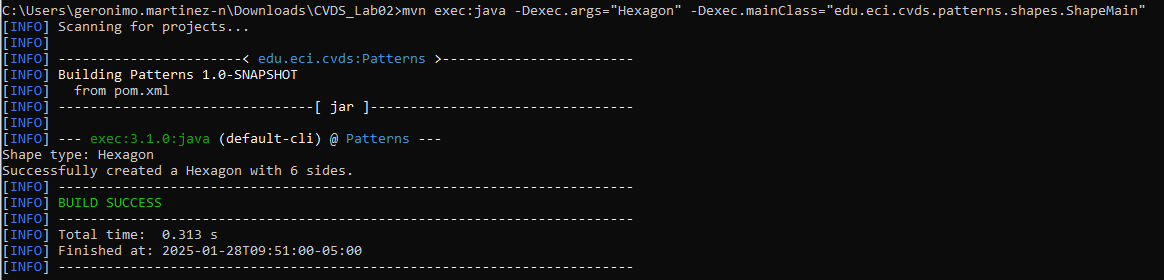 C:\Users\geronimo.martinez-n\Downloads\CVDS_Lab02>mvn exec:java -Dexec.args="Hexagon" -Dexec.mainClass="edu.eci.cvds.patterns.shapes.ShapeMain"
[INFO] Scanning for projects...
[INFO]
[INFO] -----------------------< edu.eci.cvds:Patterns >------------------------
[INFO] Building Patterns 1.0-SNAPSHOT
[INFO]   from pom.xml
[INFO] --------------------------------[ jar ]---------------------------------
[INFO]
[INFO] --- exec:3.1.0:java (default-cli) @ Patterns ---
Shape type: Hexagon
Successfully created a Hexagon with 6 sides.
[INFO] ------------------------------------------------------------------------
[INFO] BUILD SUCCESS
[INFO] ------------------------------------------------------------------------
[INFO] Total time:  0.313 s
[INFO] Finished at: 2025-01-28T09:51:00-05:00
[INFO] ------------------------------------------------------------------------